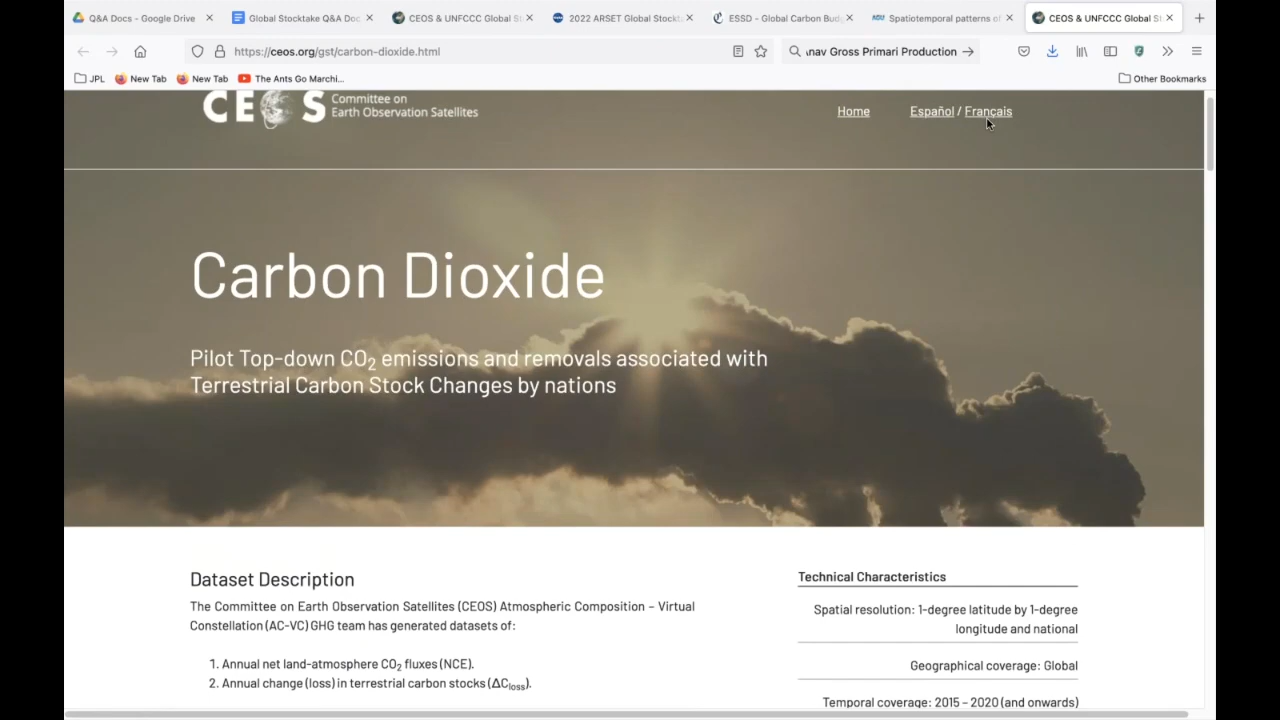 Q&A Docs - Google Drive
Global Stocktake Q&A Doc
CEOS & UNFCCC Global S
2022 ARSET Global Stockt
ESSD - Global Carbon Bud
Spatiotemporal patterns of
CEOS & UNFCCC Global S
https://ceos.org/gst/carbon-dioxide.html
nav Gross Primari Production
JPL
New Tab
New Tab
The Ants Go Marchi...
Other Bookmarks
CEOS
Committee on
Earth Observation Satellites
Home
Español / Français
Carbon Dioxide
Pilot Top-down CO₂ emissions and removals associated with
Terrestrial Carbon Stock Changes by nations
Dataset Description
The Committee on Earth Observation Satellites (CEOS) Atmospheric Composition – Virtual
Constellation (AC-VC) GHG team has generated datasets of:
1. Annual net land-atmosphere CO₂ fluxes (NCE).
2. Annual change (loss) in terrestrial carbon stocks (ΔCloss).
Technical Characteristics
Spatial resolution: 1-degree latitude by 1-degree
longitude and national
Geographical coverage: Global
Temporal coverage: 2015 – 2020 (and onwards)